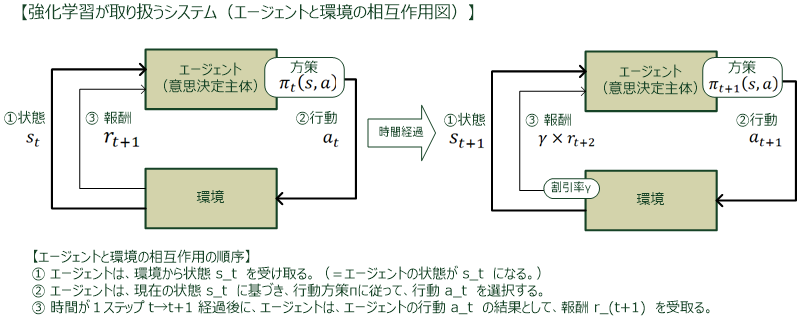 【強化学習が取り扱うシステム（エージェントと環境の相互作用図）】
エージェント
（意思決定主体）
方策
π_t(s,a)
①状態
s_t
③ 報酬
r_{t+1}
②行動
a_t
環境
時間経過
エージェント
（意思決定主体）
方策
π_{t+1}(s,a)
①状態
s_{t+1}
③ 報酬
γ × r_{t+2}
②行動
a_{t+1}
割引率γ
環境
【エージェントと環境の相互作用の順序】
① エージェントは、環境から状態 s_t を受け取る。（＝エージェントの状態が s_t になる。）
② エージェントは、現在の状態 s_t に基づき、行動方策πに従って、行動 a_t を選択する。
③ 時間が１ステップ t→t+1 経過後に、エージェントは、エージェントの行動 a_t の結果として、報酬 r_(t+1) を受取る。